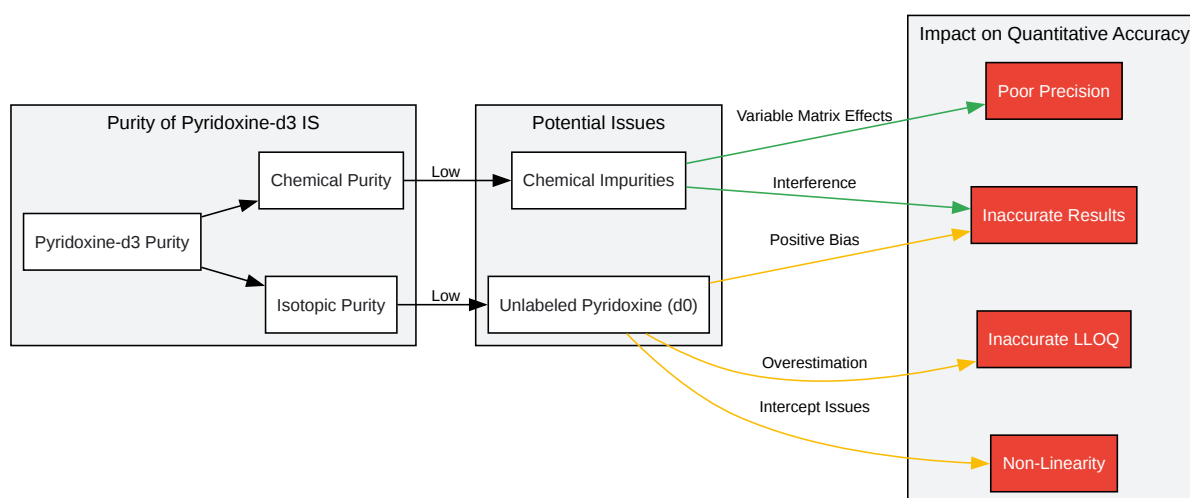 Impact on Quantitative Accuracy
Purity of Pyridoxine-d3 IS
Potential Issues
Poor Precision
Variable Matrix Effects
Chemical Purity
Low
Chemical Impurities
Interference
Inaccurate Results
Pyridoxine-d3 Purity
Positive Bias
Isotopic Purity
Low
Unlabeled Pyridoxine (d0)
Inaccurate LLOQ
Overestimation
Intercept Issues
Non-Linearity